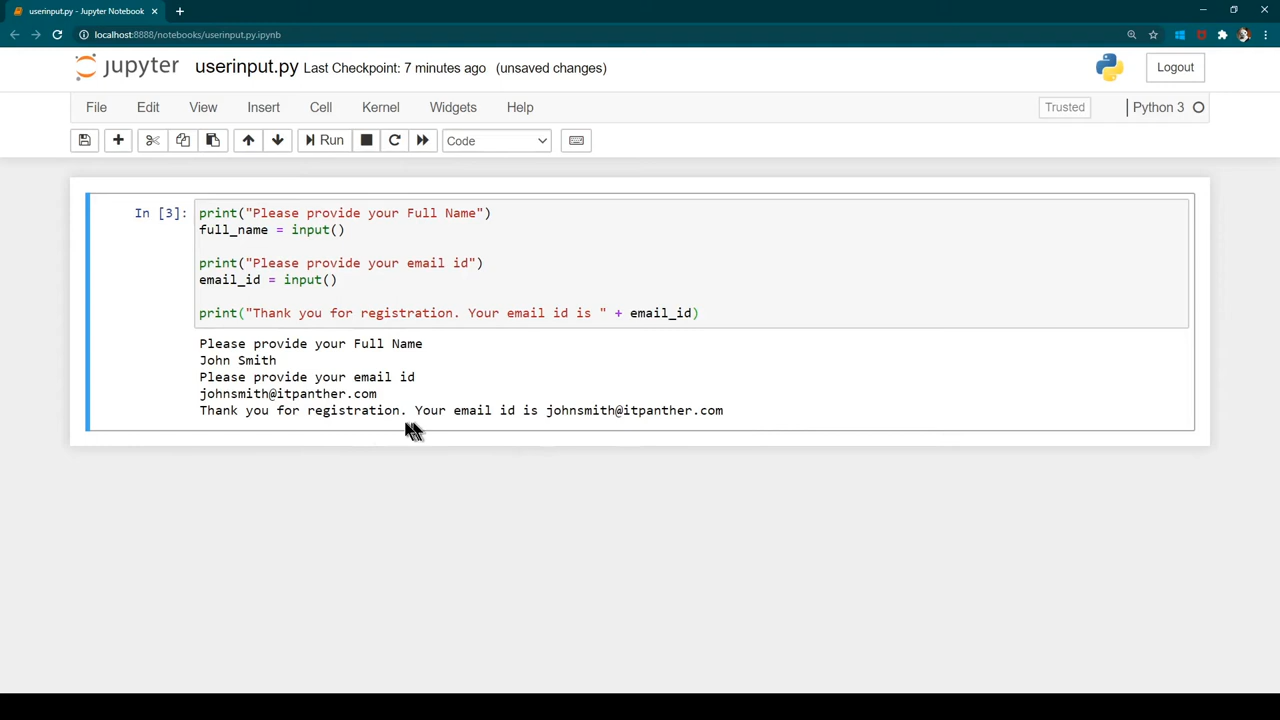 userinput.py - Jupyter Notebook
localhost:8888/notebooks/userinput.py.ipynb
jupyter userinput.py Last Checkpoint: 7 minutes ago (unsaved changes) Logout
File Edit View Insert Cell Kernel Widgets Help Trusted Python 3
Run Code
In [3]: print("Please provide your Full Name")
full_name = input()
print("Please provide your email id")
email_id = input()
print("Thank you for registration. Your email id is " + email_id)
Please provide your Full Name
John Smith
Please provide your email id
johnsmith@itpanther.com
Thank you for registration. Your email id is johnsmith@itpanther.com